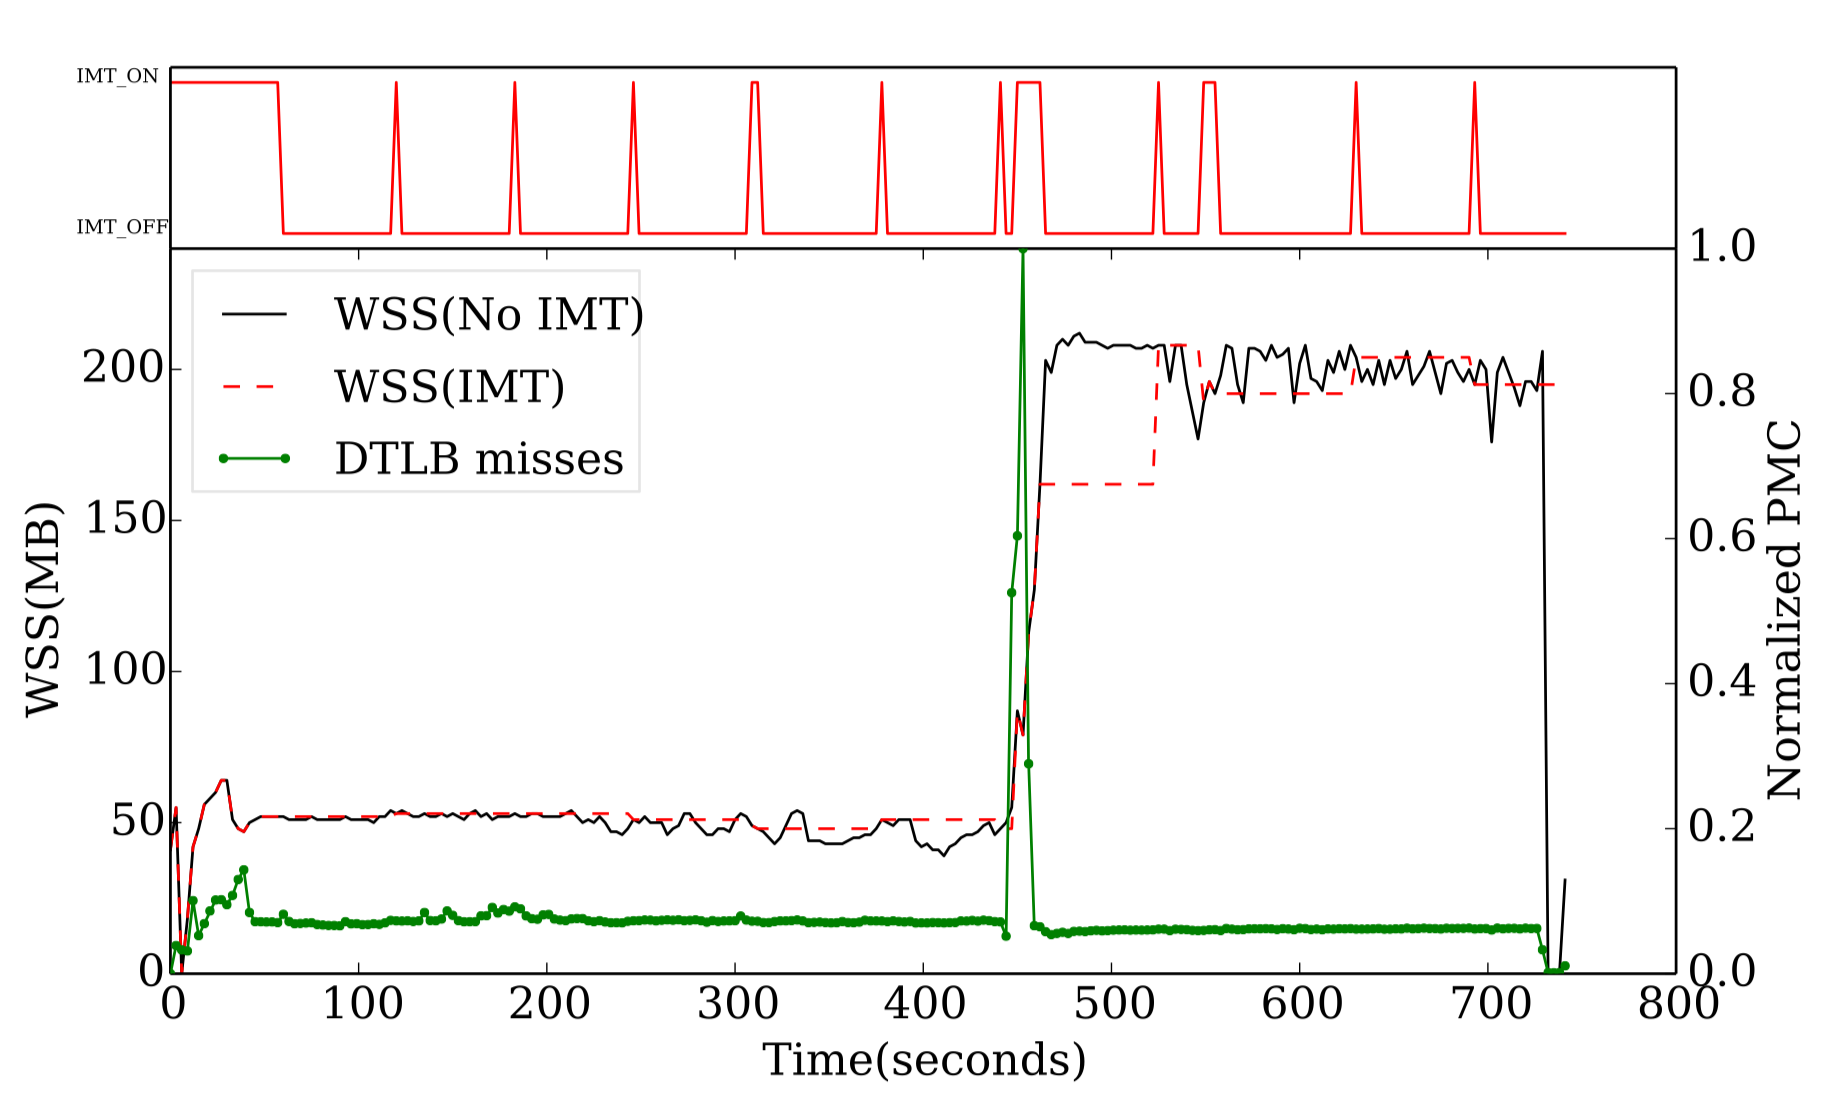 IMT_ON
IMT_OFF
WSS(No IMT)
WSS(IMT)
DTLB misses
WSS(MB)
200
150
100
50
0
1.0
0.8
0.6
0.4
0.2
0.0
Normalized PMC
0 100 200 300 400 500 600 700 800
Time(seconds)